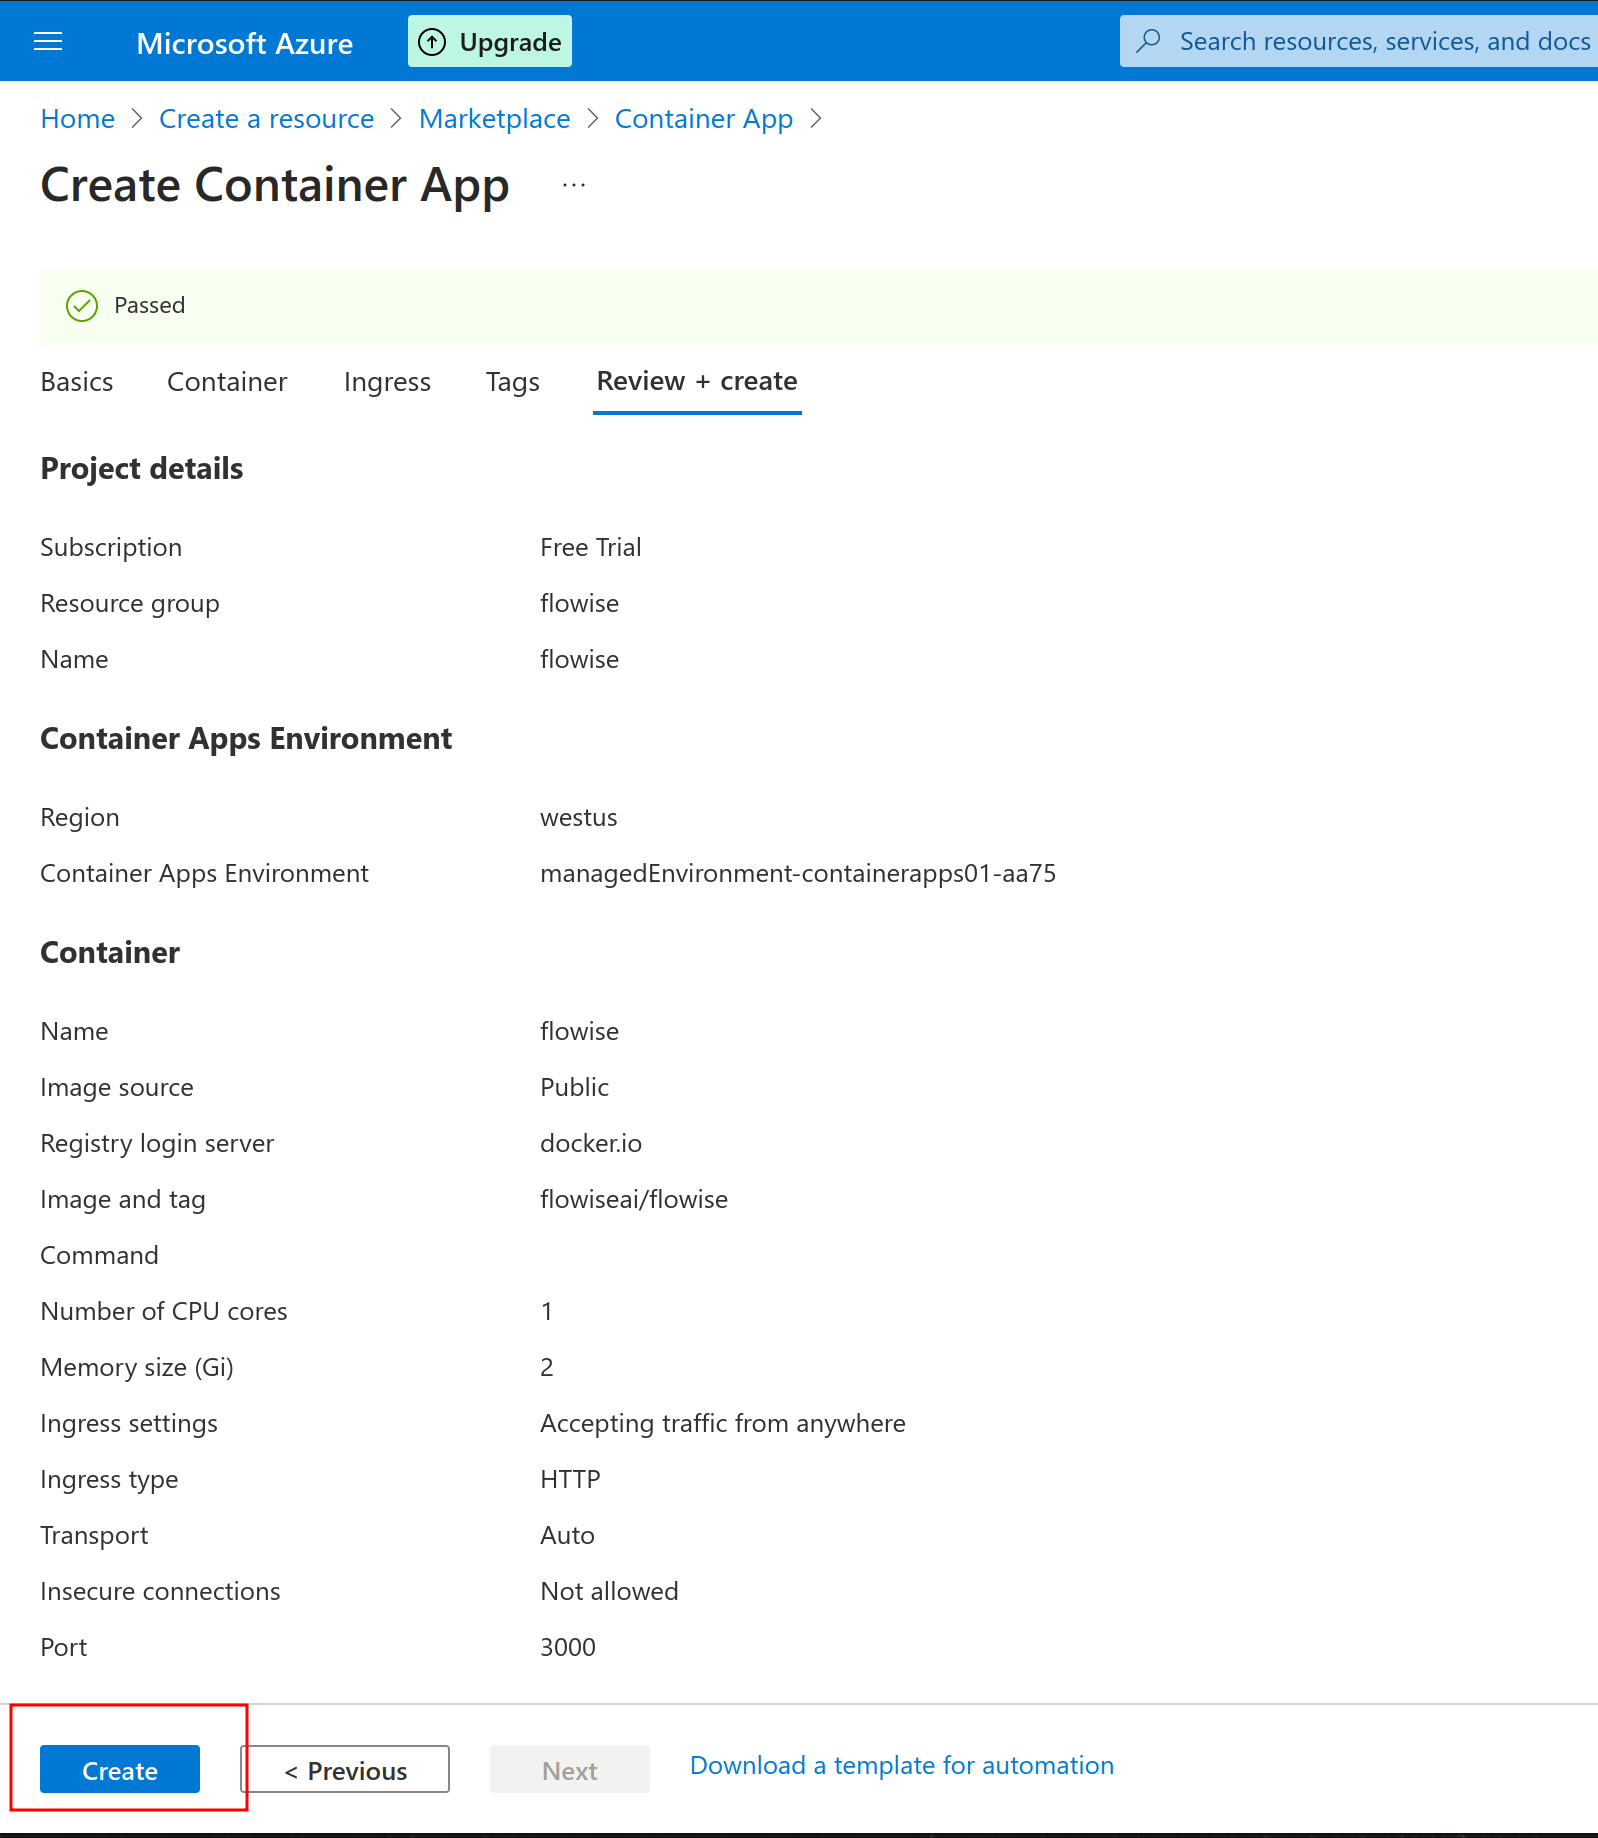 Microsoft Azure
Upgrade
Search resources, services, and docs
Home > Create a resource > Marketplace > Container App >
Create Container App ...
Passed
Basics Container Ingress Tags Review + create
Project details
Subscription Free Trial
Resource group flowise
Name flowise
Container Apps Environment
Region westus
Container Apps Environment managedEnvironment-containerapps01-aa75
Container
Name flowise
Image source Public
Registry login server docker.io
Image and tag flowiseai/flowise
Command
Number of CPU cores 1
Memory size (Gi) 2
Ingress settings Accepting traffic from anywhere
Ingress type HTTP
Transport Auto
Insecure connections Not allowed
Port 3000
Create < Previous Next Download a template for automation